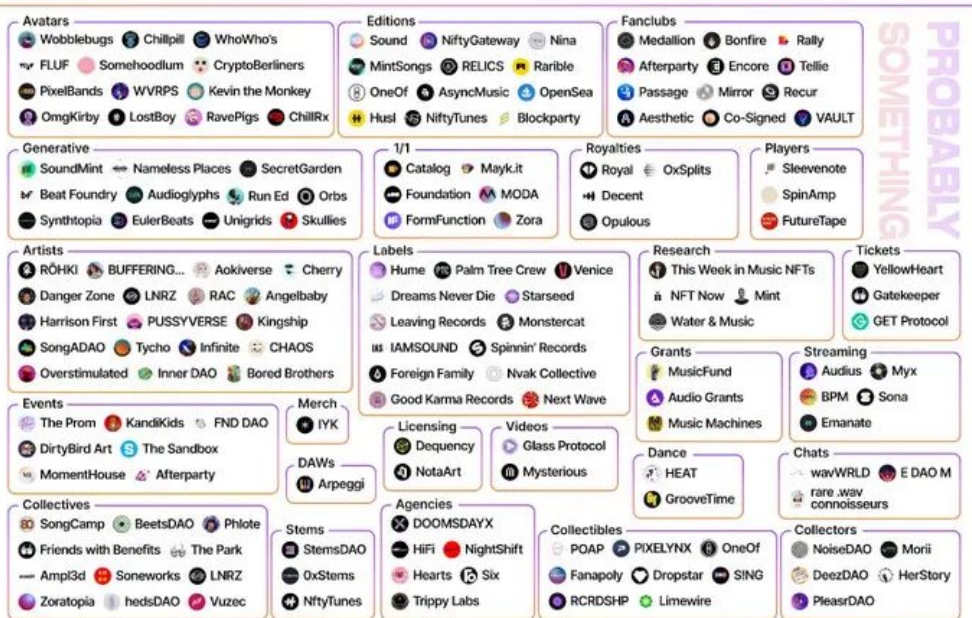 Avatars
Wobblebugs Chillpill WhoWho's
FLUF Somehoodlum CryptoBerliners
PixelBands WVRPS Kevin the Monkey
OmgKirby LostBoy RavePigs ChillRx
Editions
Sound NiftyGateway Nina
MintSongs RELICS Rarible
OneOf AsyncMusic OpenSea
Husl NiftyTunes Blockparty
Fanclubs
Medallion Bonfire Rally
Afterparty Encore Tellie
Passage Mirror Recur
Aesthetic Co-Signed VAULT
PROBABLY
SOMETHING
Generative
SoundMint Nameless Places SecretGarden
Beat Foundry Audioglyphs Run Ed Orbs
Synthtopia EulerBeats Unigrids Skullies
1/1
Catalog Mayk.it
Foundation MODA
FormFunction Zora
Royalties
Royal OxSplits
Decent
Opulous
Players
Sleevenote
SpinAmp
FutureTape
Artists
RÖHKI BUFFERING... Aokiverse Cherry
Danger Zone LNRZ RAC Angelbaby
Harrison First PUSSYVERSE Kingship
SongADAO Tycho Infinite CHAOS
Overstimulated Inner DAO Bored Brothers
Labels
Hume PTC Palm Tree Crew Venice
Dreams Never Die Starseed
Leaving Records Monstercat
IAS IAMSOUND Spinnin' Records
Foreign Family Nvak Collective
Good Karma Records Next Wave
Research
This Week in Music NFTs
NFT Now Mint
Water & Music
Tickets
YellowHeart
Gatekeeper
GET Protocol
Grants
MusicFund
Audio Grants
Music Machines
Streaming
Audius Myx
BPM Sona
Emanate
Events
The Prom KandiKids FND DAO
DirtyBird Art The Sandbox
MomentHouse Afterparty
Merch
IYK
DAWs
Arpeggi
Licensing
Dequency
NotaArt
Videos
Glass Protocol
Mysterious
Dance
HEAT
GrooveTime
Chats
wavWRLD E DAO M
rare .wav
connoisseurs
Collectives
SongCamp BeetsDAO Phlote
Friends with Benefits The Park
Ampl3d Soneworks LNRZ
Zoratopia hedsDAO Vuzec
Stems
StemsDAO
0xStems
NftyTunes
Agencies
DOOMSDAYX
HiFi NightShift
Hearts Six
Trippy Labs
Collectibles
POAP PIXELYNX OneOf
Fanapoly Dropstar S!NG
RCRDSHP Limewire
Collectors
NoiseDAO Morii
DeezDAO HerStory
PleasrDAO